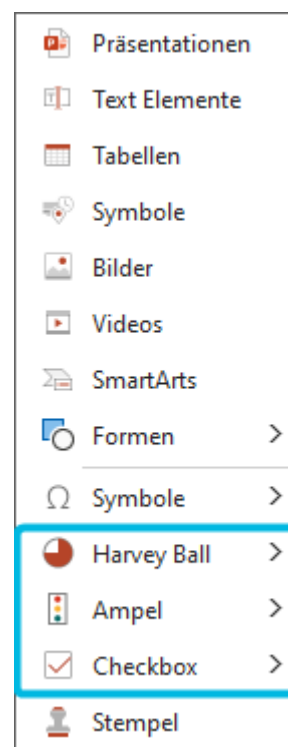 Präsentationen
Text Elemente
Tabellen
Symbole
Bilder
Videos
SmartArts
Formen
Symbole
Harvey Ball
Ampel
Checkbox
Stempel